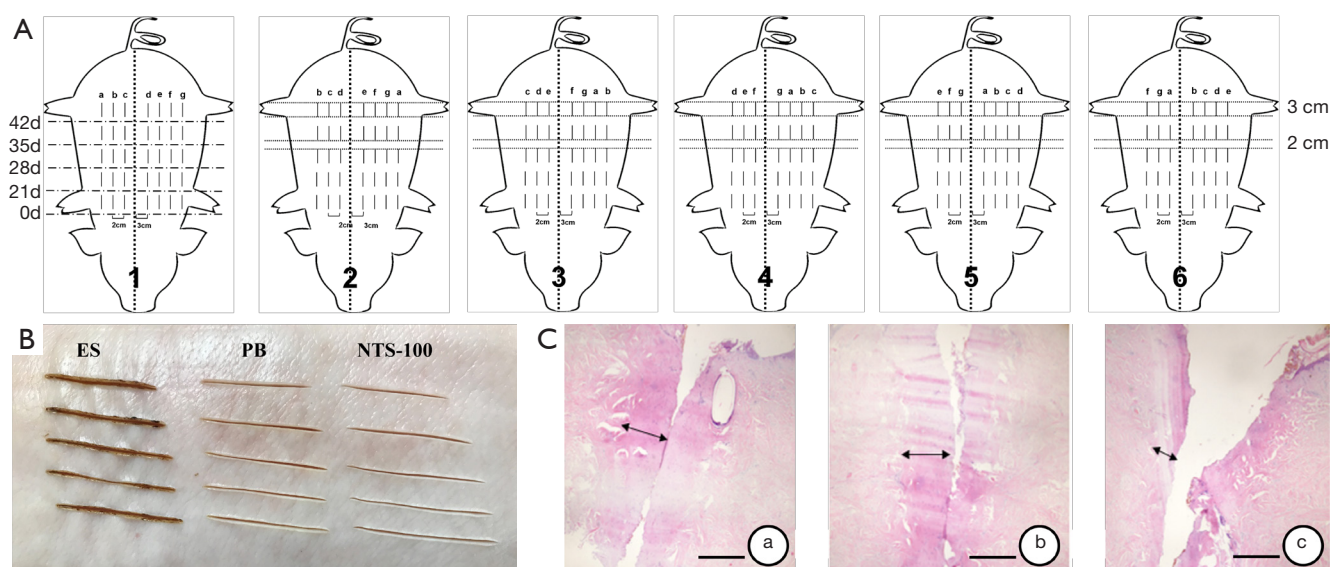 A
a b c d e f g
b c d e f g a
c d e f g a b
d e f g a b c
e f g a b c d
f g a b c d e
3 cm
42d
35d
2 cm
28d
21d
0d
2cm 3cm
2cm 3cm
2cm 3cm
2cm 3cm
2cm 3cm
2cm 3cm
1 2 3 4 5 6
B
ES PB NTS-100
C
a b c